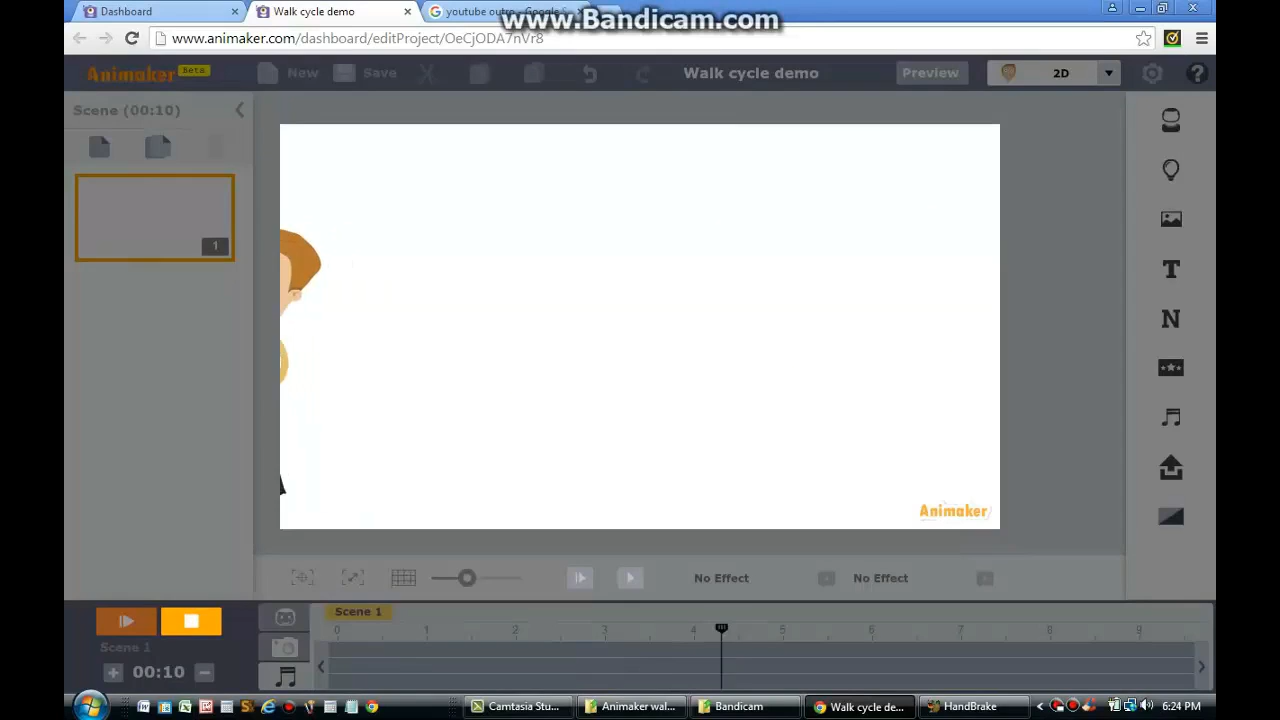 www.Bandicam.com
Dashboard
Walk cycle demo
youtube outro - Google S
www.animaker.com/dashboard/editProject/OeCjODA7nVr8
Animaker Beta
New
Save
Walk cycle demo
Preview
2D
Scene (00:10)
1
T
N
Animaker
No Effect
No Effect
Scene 1
0 1 2 3 4 5 6 7 8 9
Scene 1
00:10
Camtasia Stu...
Animaker wal...
Bandicam
Walk cycle de...
HandBrake
6:24 PM